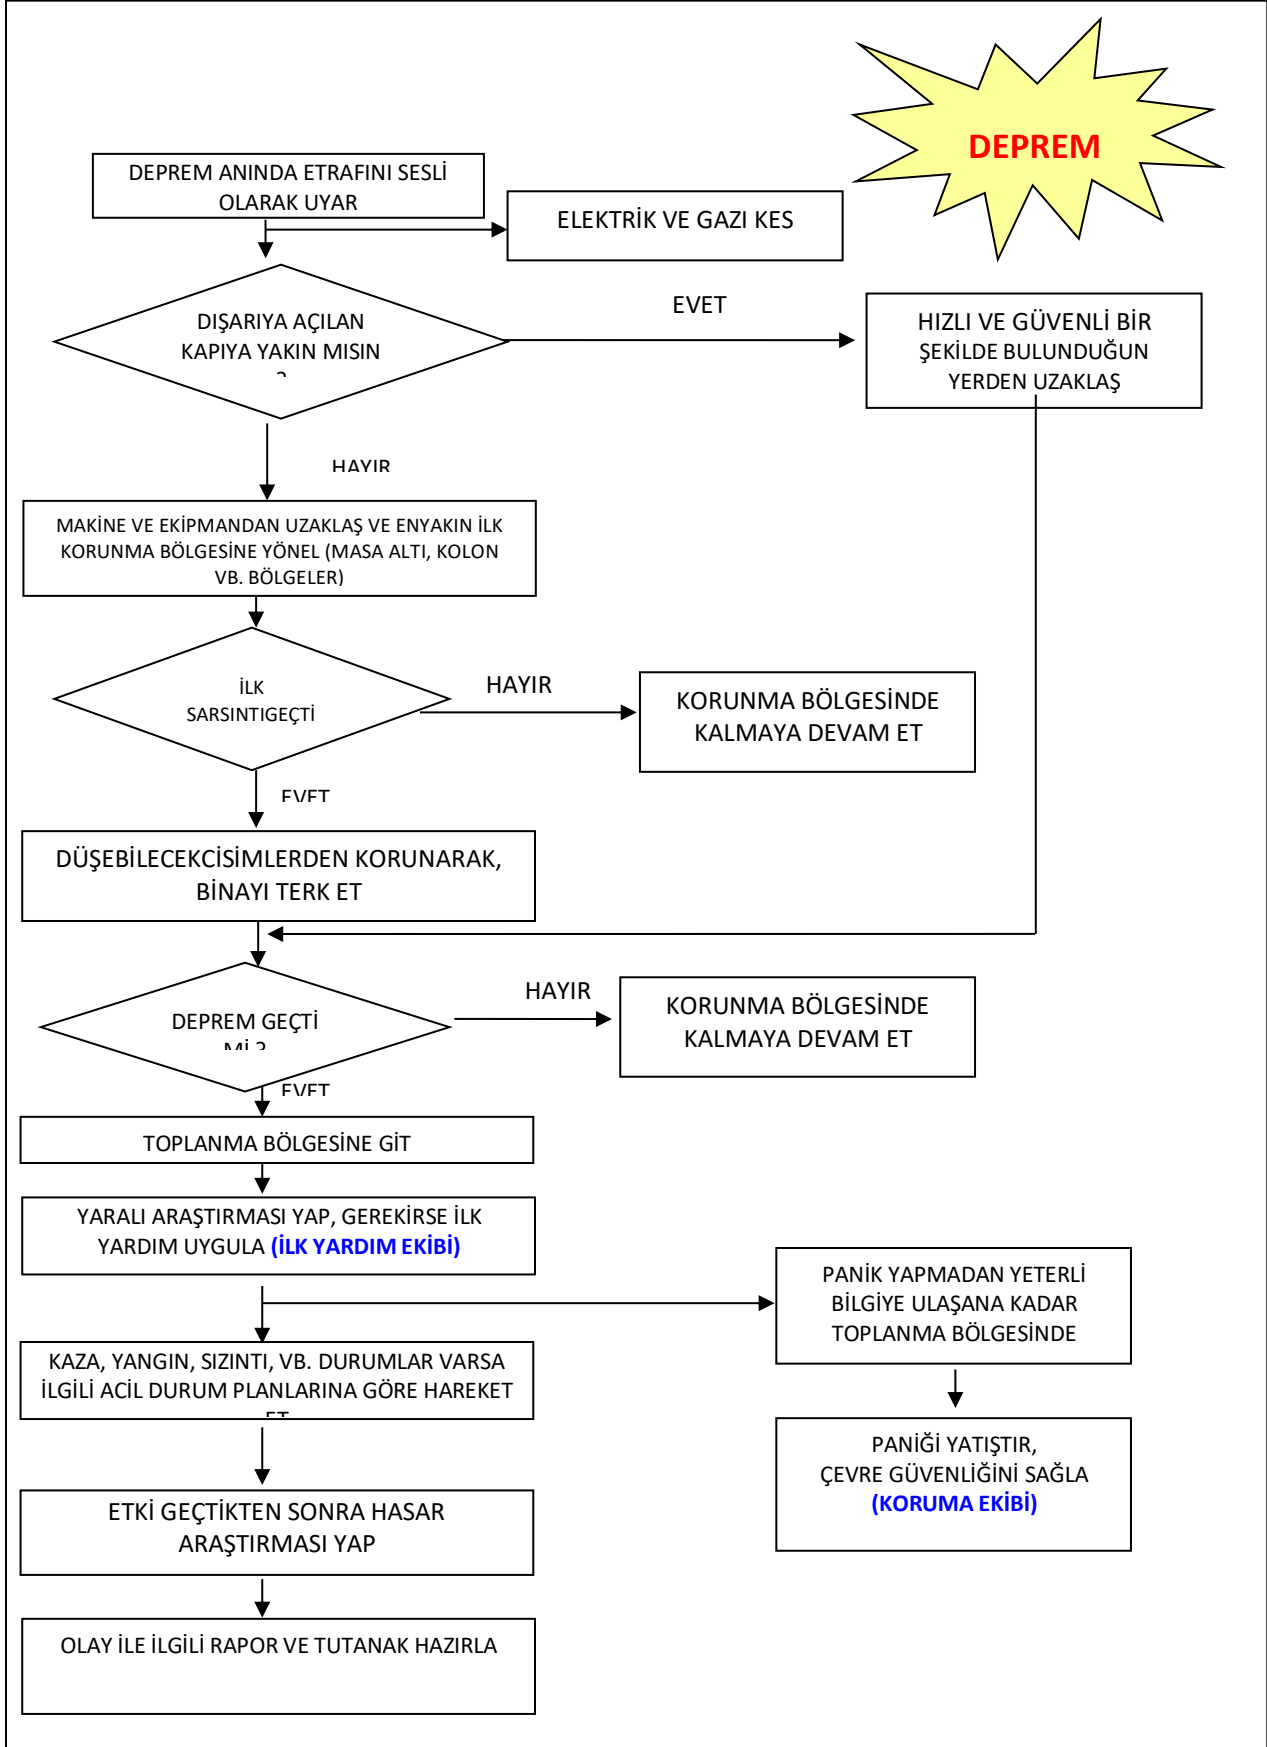 DEPREM
DEPREM ANINDA ETRAFINI SESLİ
OLARAK UYAR
ELEKTRİK VE GAZI KES
DIŞARIYA AÇILAN
KAPIYA YAKIN MISIN
?
EVET
HIZLI VE GÜVENLİ BİR
ŞEKİLDE BULUNDUĞUN
YERDEN UZAKLAŞ
HAYIR
MAKİNE VE EKİPMANDAN UZAKLAŞ VE ENYAKIN İLK
KORUNMA BÖLGESİNE YÖNEL (MASA ALTI, KOLON
VB. BÖLGELER)
İLK
SARSINTIGEÇTİ
HAYIR
KORUNMA BÖLGESİNDE
KALMAYA DEVAM ET
EVET
DÜŞEBİLECEKCİSİMLERDEN KORUNARAK,
BİNAYI TERK ET
DEPREM GEÇTİ
Mİ ?
HAYIR
KORUNMA BÖLGESİNDE
KALMAYA DEVAM ET
EVET
TOPLANMA BÖLGESİNE GİT
YARALI ARAŞTIRMASI YAP, GEREKİRSE İLK
YARDIM UYGULA (İLK YARDIM EKİBİ)
PANİK YAPMADAN YETERLİ
BİLGİYE ULAŞANA KADAR
TOPLANMA BÖLGESİNDE
KAZA, YANGIN, SIZINTI, VB. DURUMLAR VARSA
İLGİLİ ACİL DURUM PLANLARINA GÖRE HAREKET
ET
PANİĞİ YATIŞTIR,
ÇEVRE GÜVENLİĞİNİ SAĞLA
(KORUMA EKİBİ)
ETKİ GEÇTİKTEN SONRA HASAR
ARAŞTIRMASI YAP
OLAY İLE İLGİLİ RAPOR VE TUTANAK HAZIRLA